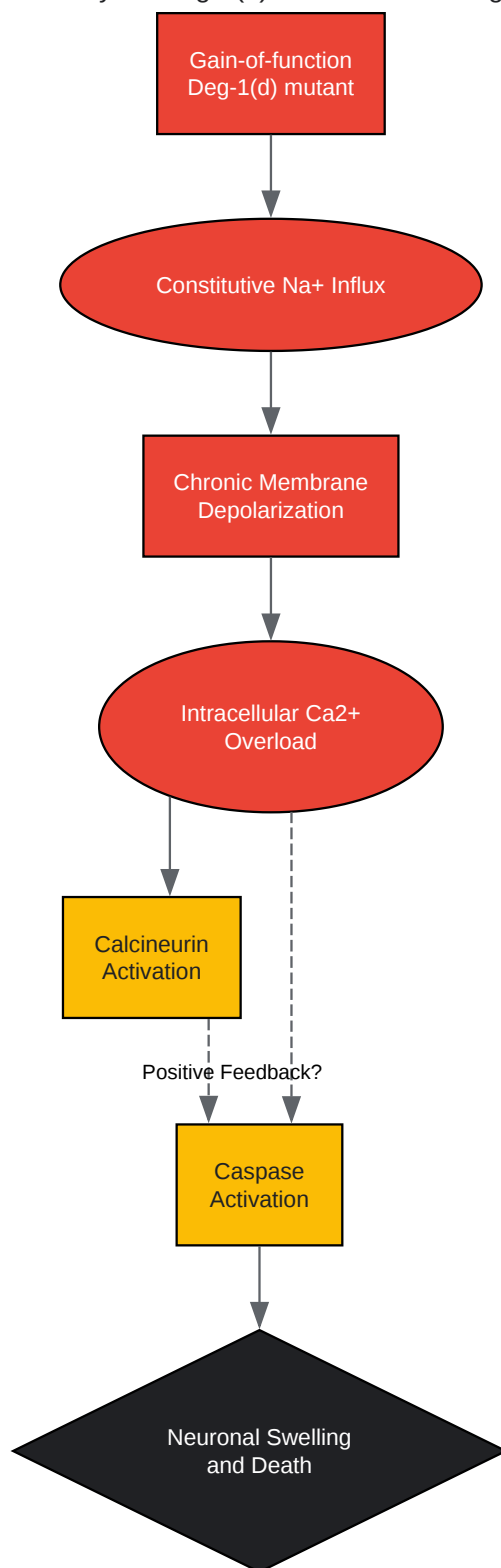 Gain-of-function
Deg-1(d) mutant
Constitutive Na+ Influx
Chronic Membrane
Depolarization
Intracellular Ca2+
Overload
Calcineurin
Activation
Positive Feedback?
Caspase
Activation
Neuronal Swelling
and Death